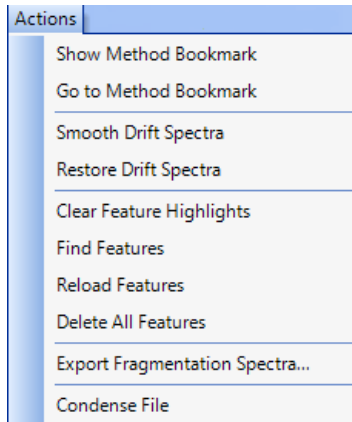 Actions
Show Method Bookmark
Go to Method Bookmark
Smooth Drift Spectra
Restore Drift Spectra
Clear Feature Highlights
Find Features
Reload Features
Delete All Features
Export Fragmentation Spectra...
Condense File